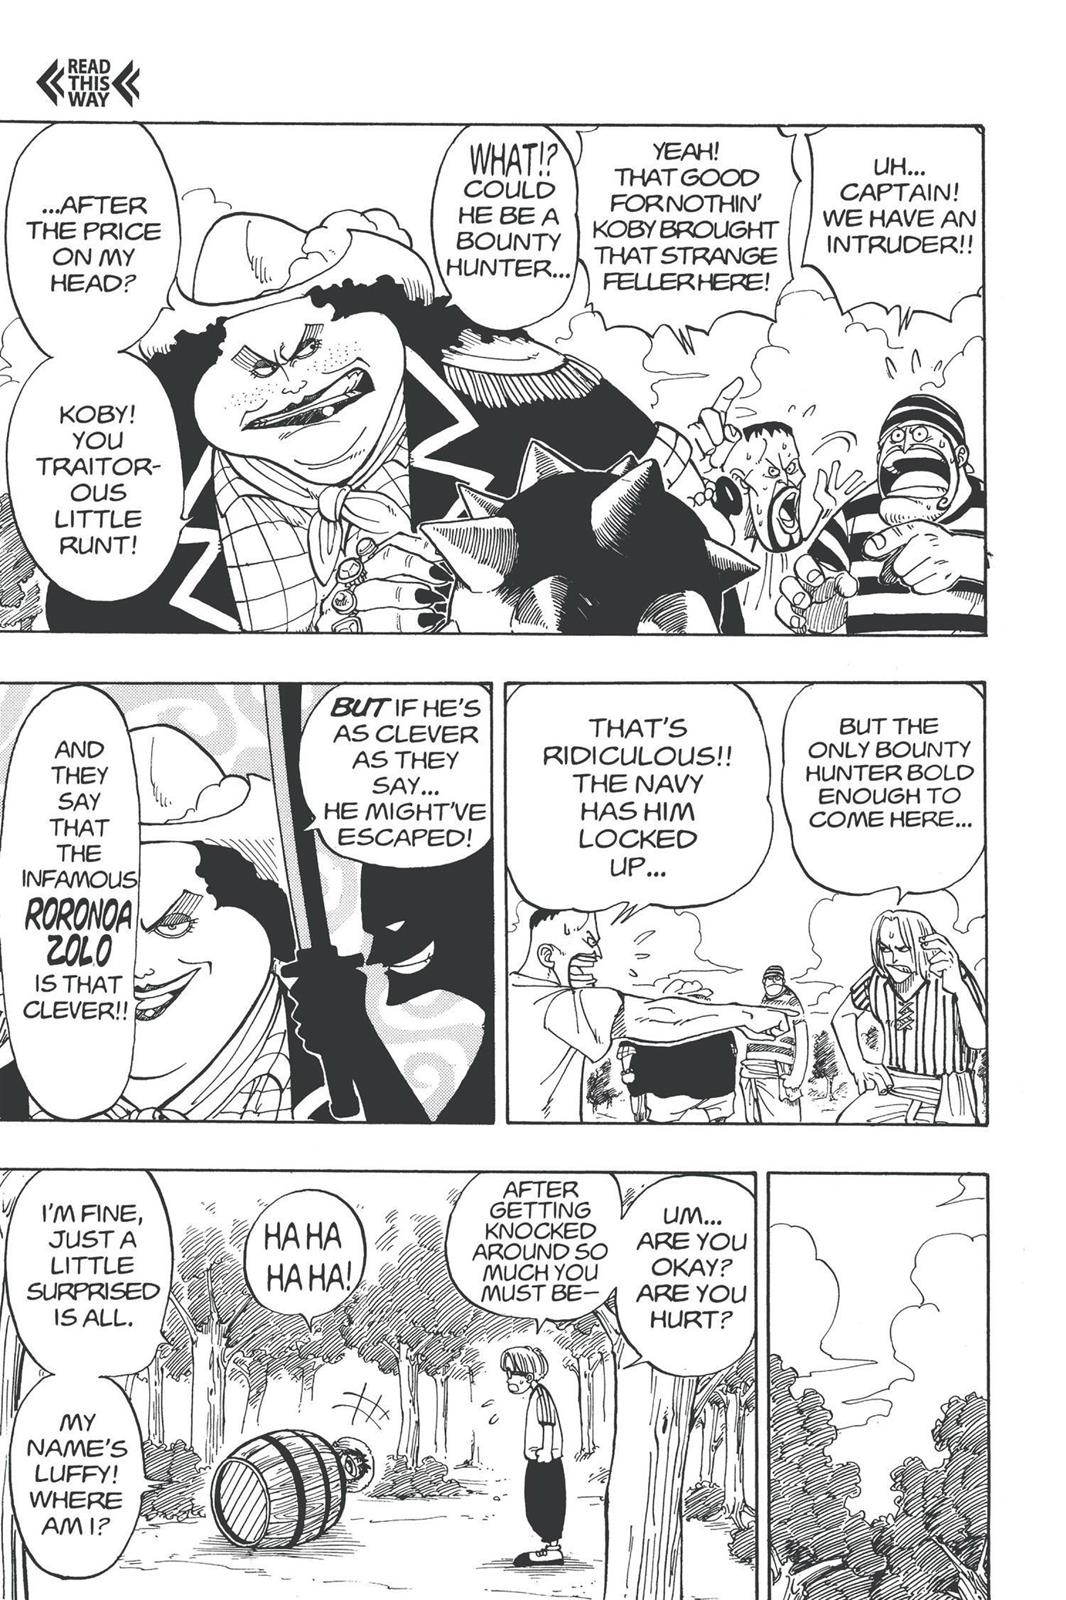 READ
THIS
WAY
UH...
CAPTAIN!
WE HAVE AN
INTRUDER!!
YEAH!
THAT GOOD
FOR NOTHIN'
KOBY BROUGHT
THAT STRANGE
FELLER HERE!
WHAT!?
COULD
HE BE A
BOUNTY
HUNTER...
...AFTER
THE PRICE
ON MY
HEAD?
KOBY!
YOU
TRAITOR-
OUS
LITTLE
RUNT!
BUT THE
ONLY BOUNTY
HUNTER BOLD
ENOUGH TO
COME HERE...
THAT'S
RIDICULOUS!!
THE NAVY
HAS HIM
LOCKED
UP...
BUT IF HE'S
AS CLEVER
AS THEY
SAY...
HE MIGHT'VE
ESCAPED!
AND
THEY
SAY
THAT
THE
INFAMOUS
RORONOA
ZOLO
IS THAT
CLEVER!!
UM...
ARE YOU
OKAY?
ARE YOU
HURT?
AFTER
GETTING
KNOCKED
AROUND SO
MUCH YOU
MUST BE—
HA HA
HA HA!
I'M FINE,
JUST A
LITTLE
SURPRISED
IS ALL.
MY
NAME'S
LUFFY!
WHERE
AM I?